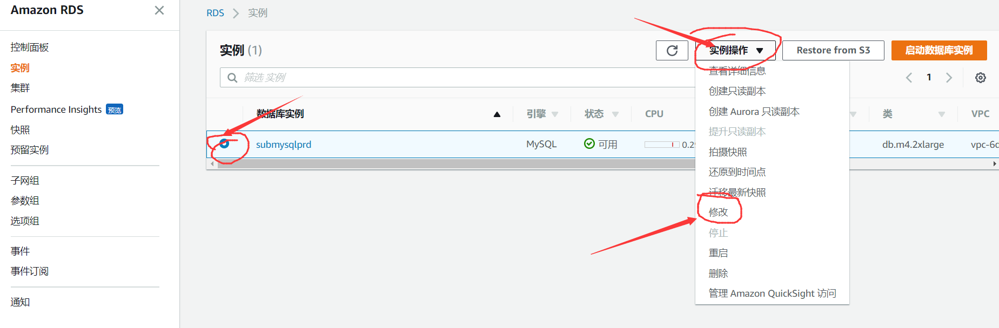 Amazon RDS
控制面板
实例
集群
Performance Insights 预览
快照
预留实例
子网组
参数组
选项组
事件
事件订阅
通知
RDS
实例
实例 (1)
实例操作
Restore from S3
启动数据库实例
筛选 实例
1
数据库实例
引擎
状态
CPU
类
VPC
submysqlprd
MySQL
可用
db.m4.2xlarge
查看详细信息
创建只读副本
创建 Aurora 只读副本
提升只读副本
拍摄快照
还原到时间点
迁移最新快照
修改
停止
重启
删除
管理 Amazon QuickSight 访问